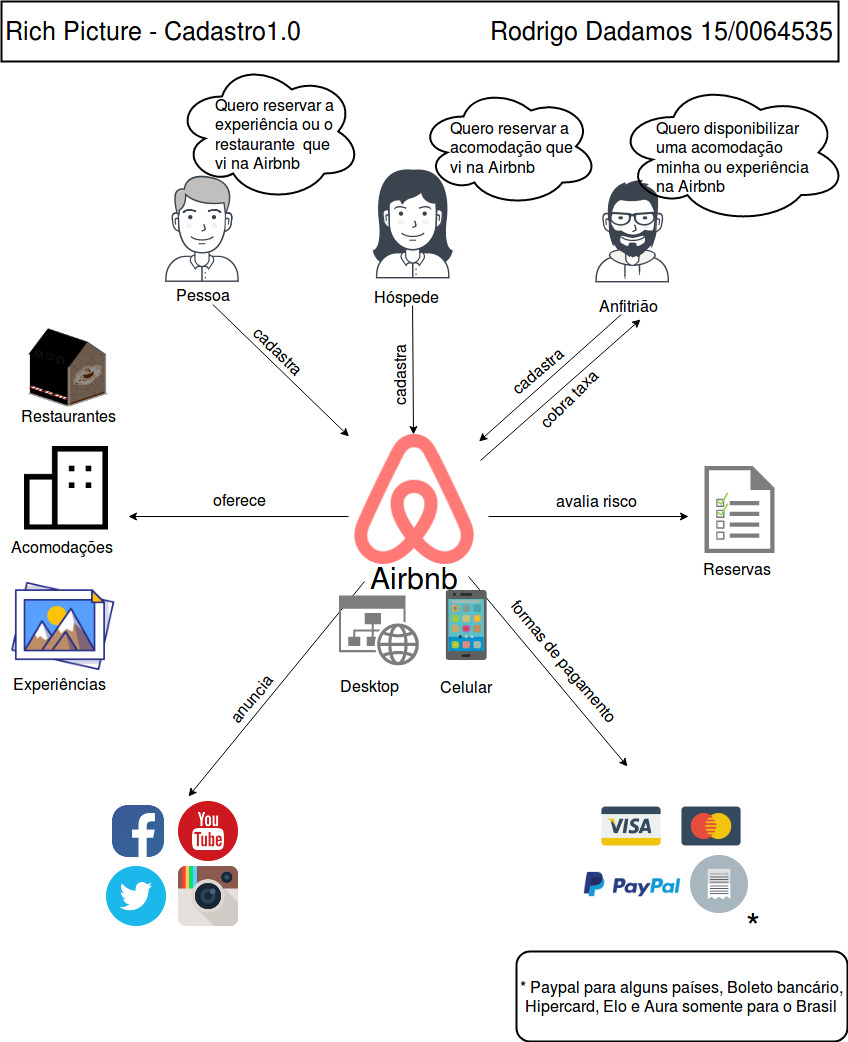 Rich Picture - Cadastro1.0
Rodrigo Dadamos 15/0064535
Quero reservar a
experiência ou o
restaurante que
vi na Airbnb
Quero reservar a
acomodação que
vi na Airbnb
Quero disponibilizar
uma acomodação
minha ou experiência
na Airbnb
Pessoa
Hóspede
Anfitrião
cadastra
cadastra
cadastra
cobra taxa
Restaurantes
Acomodações
Experiências
oferece
avalia risco
Reservas
Airbnb
Desktop
Celular
anuncia
formas de pagamento
You
Tube
VISA
PayPal
*
* Paypal para alguns países, Boleto bancário,
Hipercard, Elo e Aura somente para o Brasil